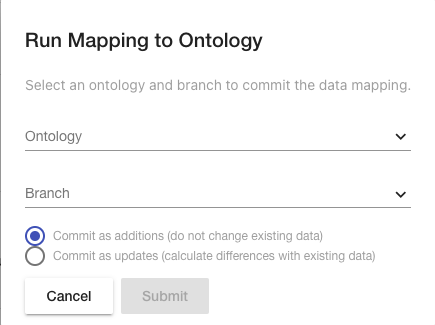 Run Mapping to Ontology
Select an ontology and branch to commit the data mapping.
Ontology
Branch
Commit as additions (do not change existing data)
Commit as updates (calculate differences with existing data)
Cancel Submit